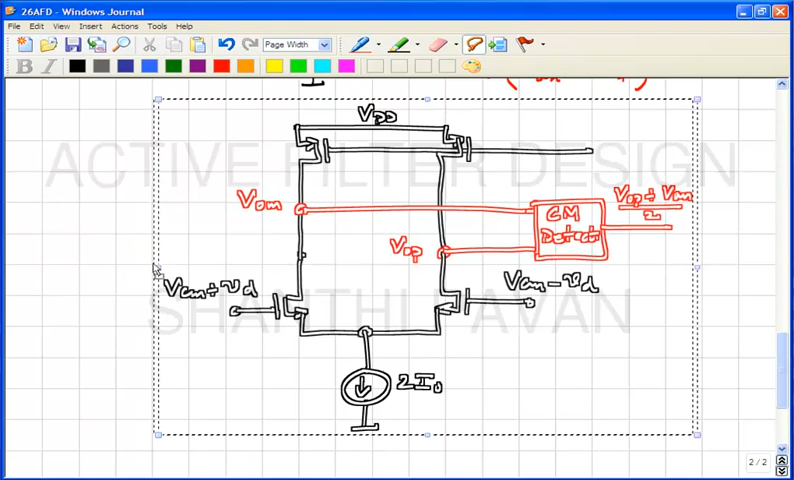 26AFD - Windows Journal
File Edit View Insert Actions Tools Help
Page Width
B I
ACTIVE FILTER DESIGN
SHANTHI PAVAN
VDD
Vom
Vop
CM
Detector
Vop + Vom
2
Vcm + vd
Vcm - vd
2I0
2 / 2